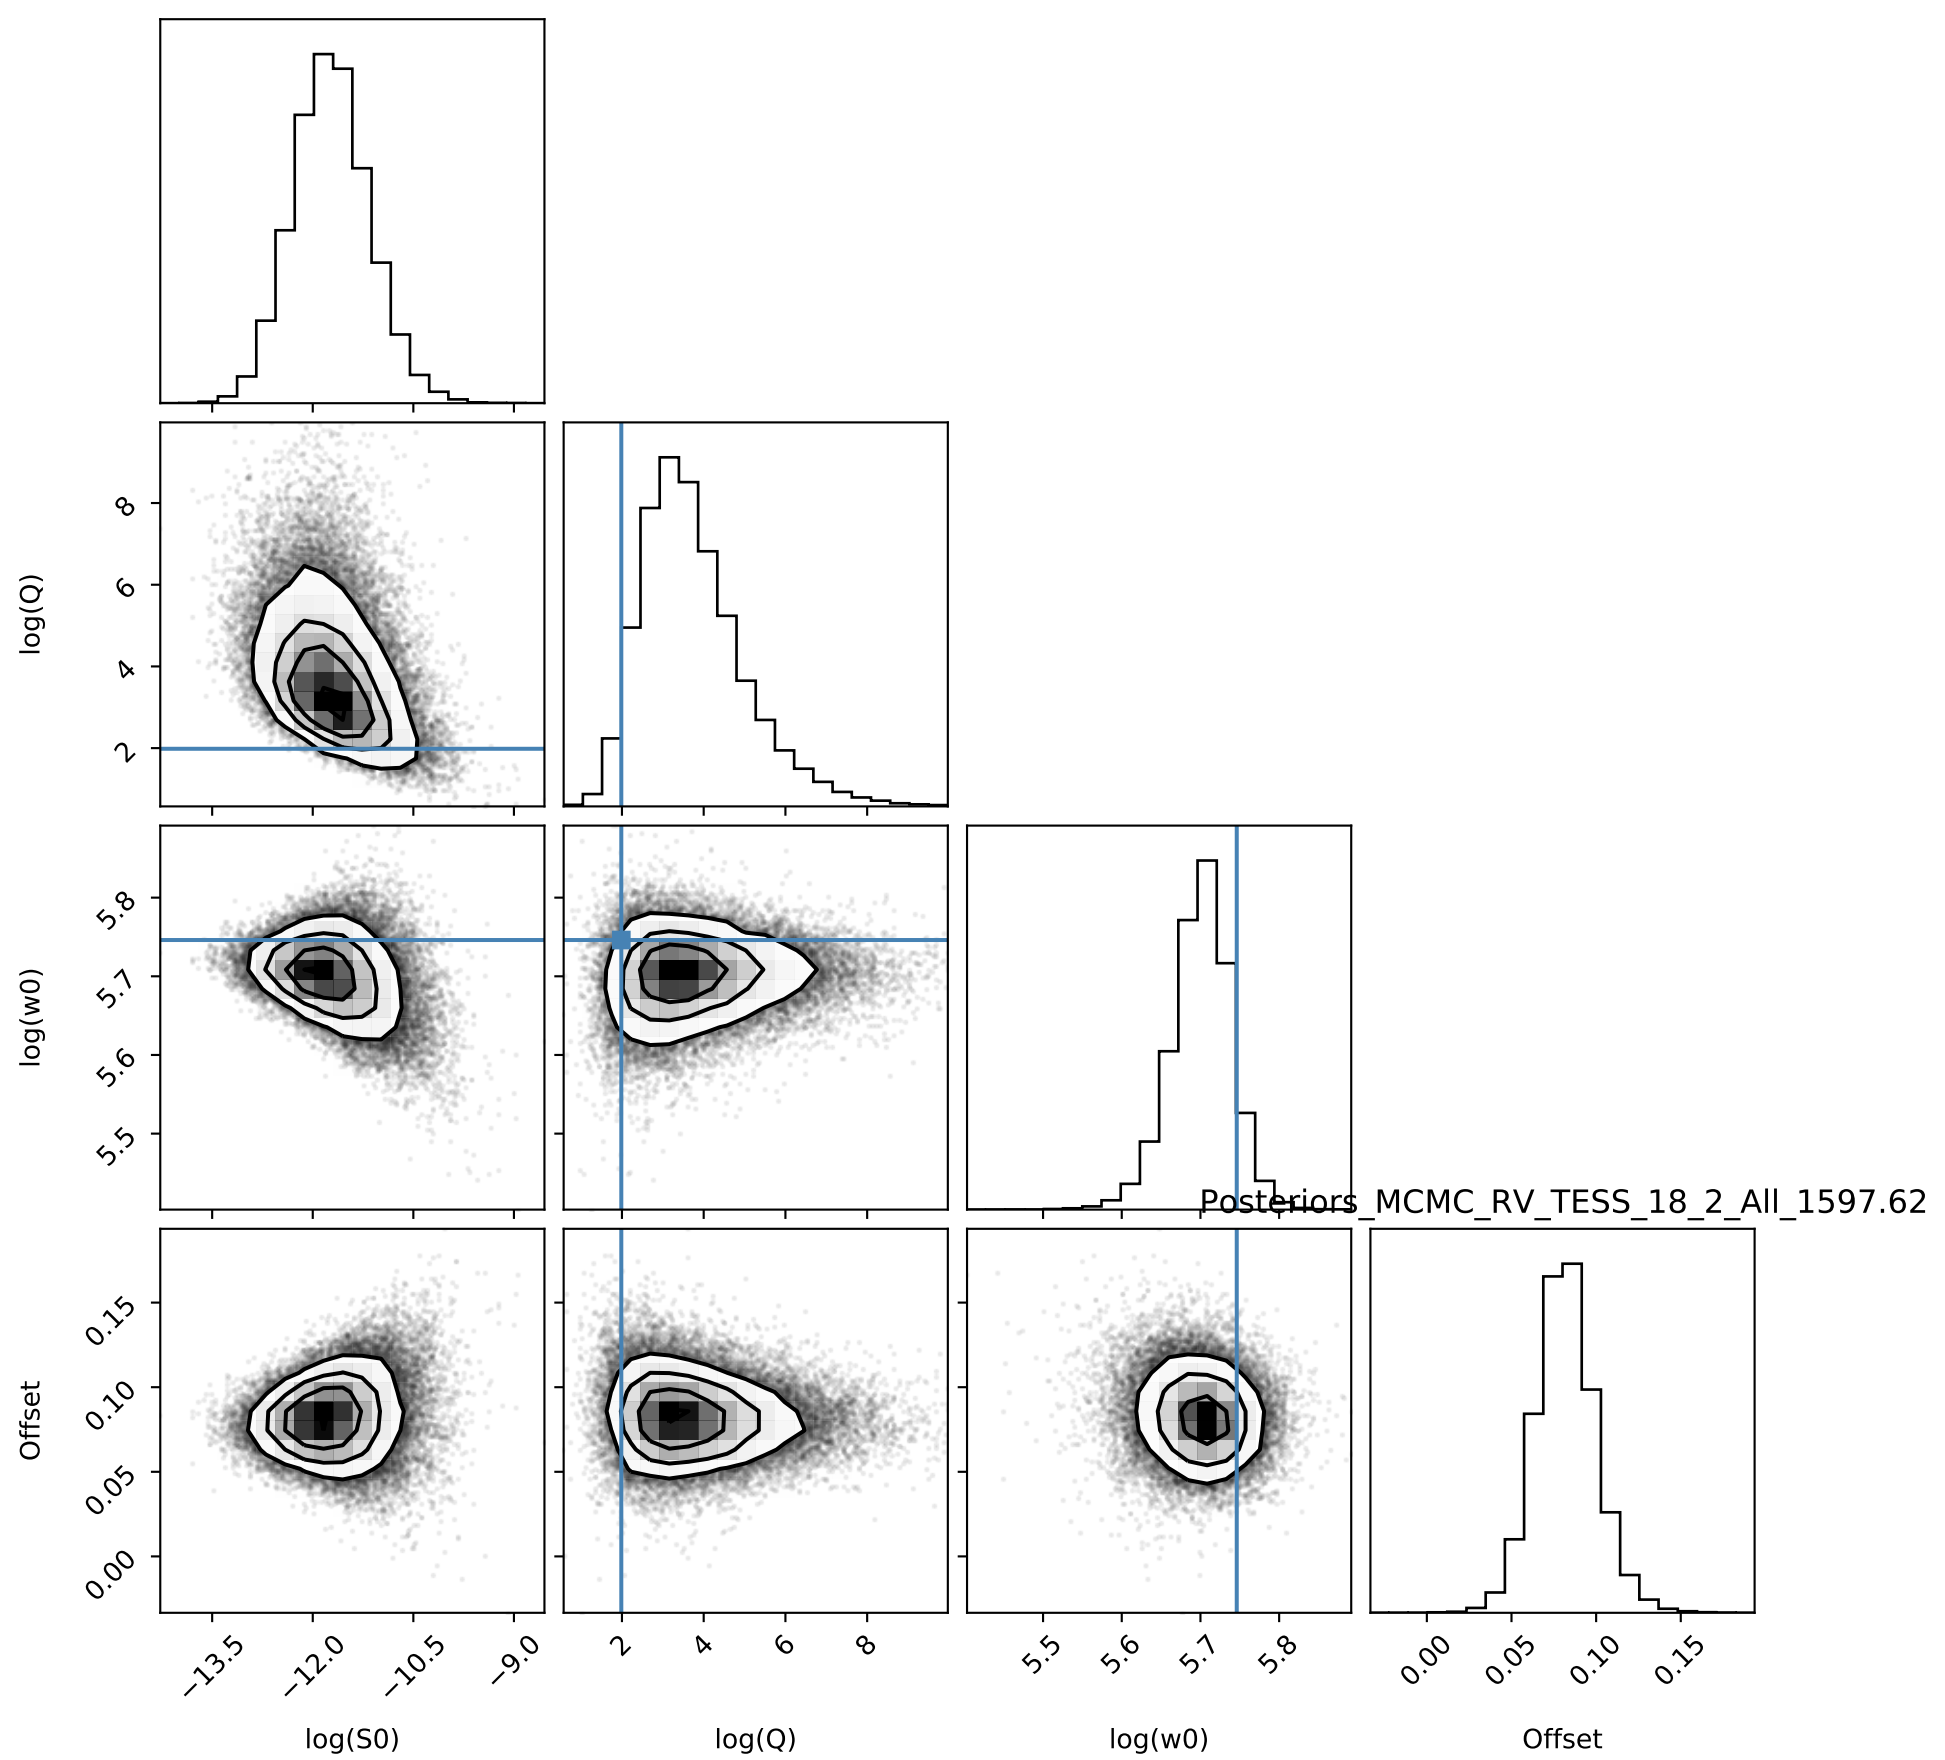 log(Q)
8
6
4
2
log(w0)
5.8
5.7
5.6
5.5
Posteriors_MCMC_RV_TESS_18_2_All_1597.62
Offset
0.15
0.10
0.05
0.00
−13.5 −12.0 −10.5 −9.0 2 4 6 8 5.5 5.6 5.7 5.8 0.00 0.05 0.10 0.15
log(S0) log(Q) log(w0) Offset